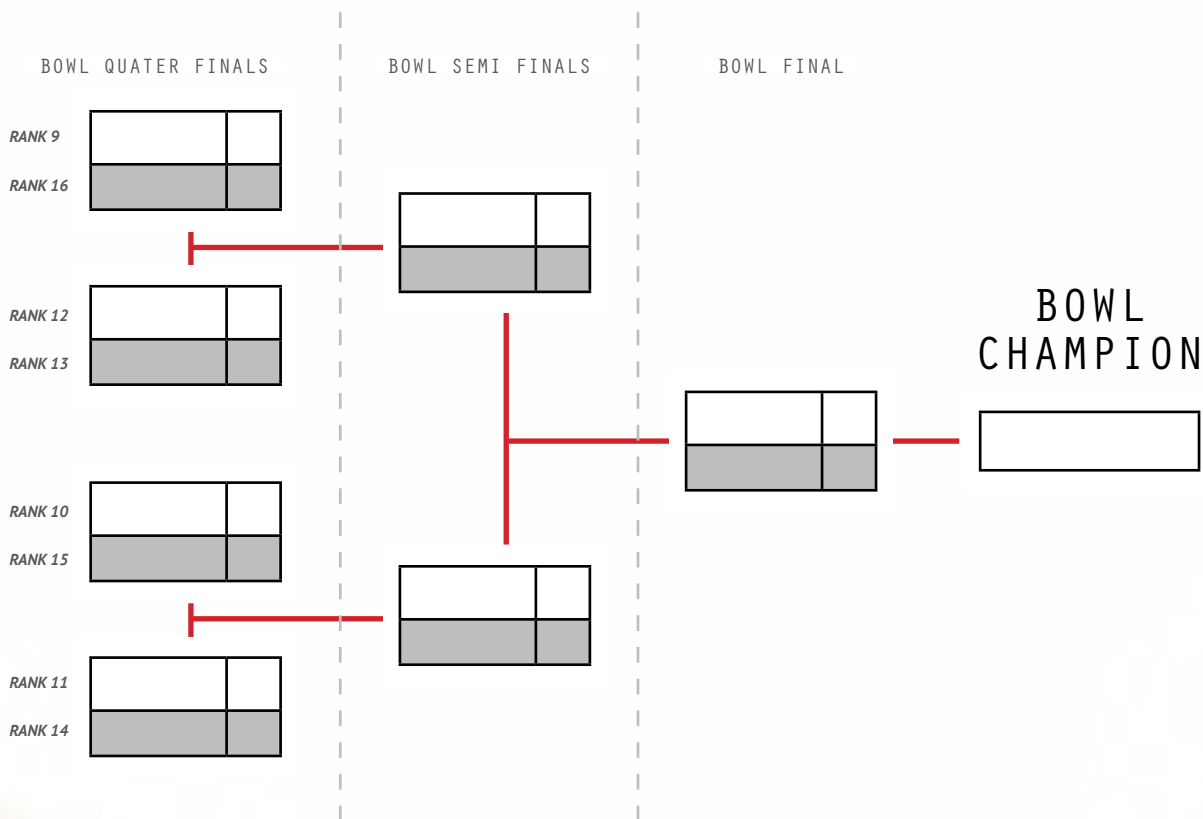 BOWL QUATER FINALS
BOWL SEMI FINALS
BOWL FINAL
RANK 9
RANK 16
RANK 12
RANK 13
BOWL
CHAMPION
RANK 10
RANK 15
RANK 11
RANK 14